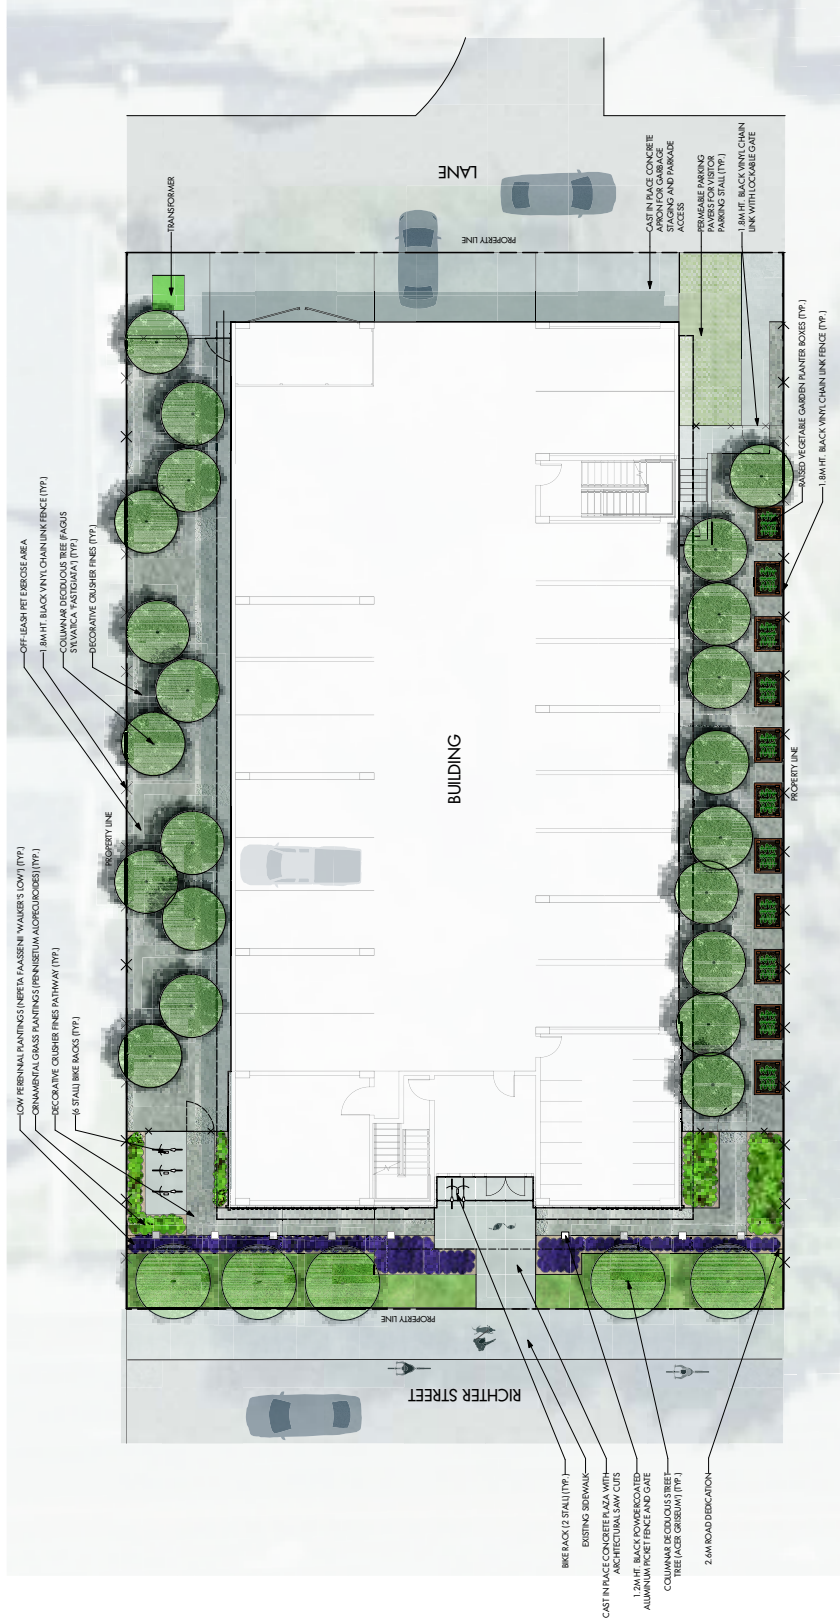 LANE
TRANSFORMER
PROPERTY LINE
CAST IN PLACE CONCRETE
APRON FOR GARBAGE
STAGING AND PARKADE
ACCESS
PERMEABLE PARKING
PAVERS FOR VISITOR
PARKING STALL (TYP.)
1.8M HT. BLACK VINYL CHAIN
LINK WITH LOCKABLE GATE
RAISED VEGETABLE GARDEN PLANTER BOXES (TYP.)
1.8M HT. BLACK VINYL CHAIN LINK FENCE (TYP.)
OFF-LEASH PET EXERCISE AREA
1.8M HT. BLACK VINYL CHAIN LINK FENCE (TYP.)
COLUMNAR DECIDUOUS TREE (FAGUS
SYLVATICA 'FASTIGIATA') (TYP.)
DECORATIVE CRUSHER FINES (TYP.)
BUILDING
PROPERTY LINE
PROPERTY LINE
LOW PERENNIAL PLANTINGS (NEPETA FAASSENII 'WALKER'S LOW') (TYP.)
ORNAMENTAL GRASS PLANTINGS (PENNISETUM ALOPECUROIDES) (TYP.)
DECORATIVE CRUSHER FINES PATHWAY (TYP.)
(6 STALL) BIKE RACKS (TYP.)
PROPERTY LINE
RICHTER STREET
BIKE RACK (2 STALL) (TYP.)
EXISTING SIDEWALK
CAST IN PLACE CONCRETE PLAZA WITH
ARCHITECTURAL SAW CUTS
1.2M HT. BLACK POWDERCOATED
ALUMINUM PICKET FENCE AND GATE
COLUMNAR DECIDUOUS STREET
TREE (ACER GRISEUM') (TYP.)
2.6M ROAD DEDICATION